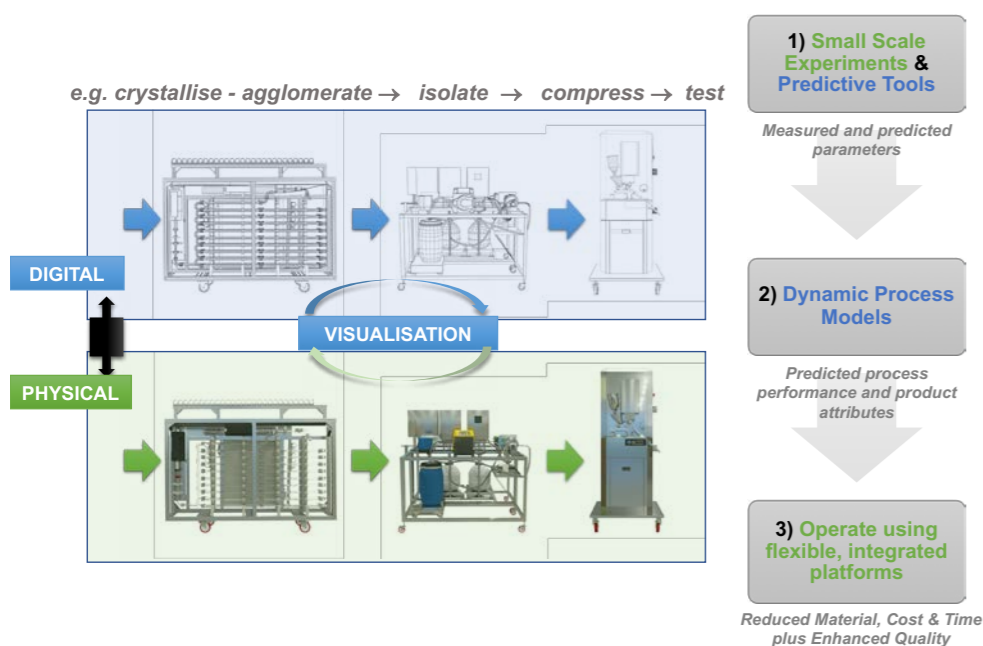 e.g. crystallise - agglomerate → isolate → compress → test
DIGITAL
VISUALISATION
PHYSICAL
1) Small Scale
Experiments &
Predictive Tools
Measured and predicted
parameters
2) Dynamic Process
Models
Predicted process
performance and product
attributes
3) Operate using
flexible, integrated
platforms
Reduced Material, Cost & Time
plus Enhanced Quality